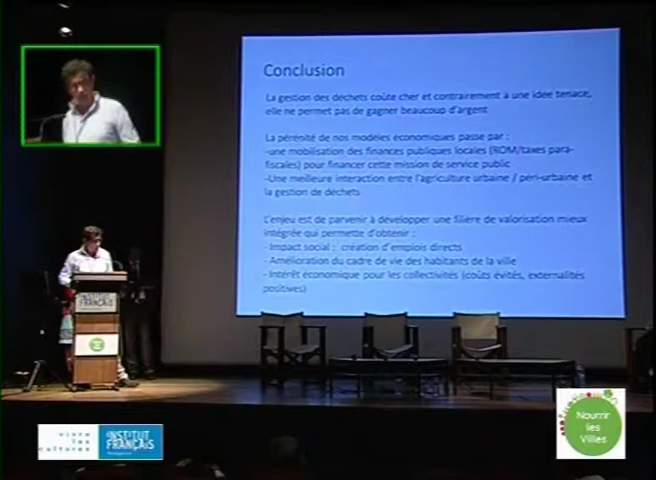 Conclusion
La gestion des déchets coûte cher et contrairement à une idée tenace,
elle ne permet pas de gagner beaucoup d'argent
La pérénité de nos modèles économiques passe par :
-une mobilisation des finances publiques locales (ROM/taxes para-
fiscales) pour financer cette mission de service public
-Une meilleure interaction entre l'agriculture urbaine / péri-urbaine et
la gestion de déchets
L'enjeu est de parvenir à développer une filiere de valorisation mieux
intégrée qui permette d'obtenir :
- Impact social : création d'emplois directs
- Amélioration du cadre de vie des habitants de la ville
- Intérêt économique pour les collectivités (coûts évités, externalités
positives)
INSTITUT
FRANÇAIS
vivre
les
cultures
INSTITUT
FRANÇAIS
Nourrir
les
Villes